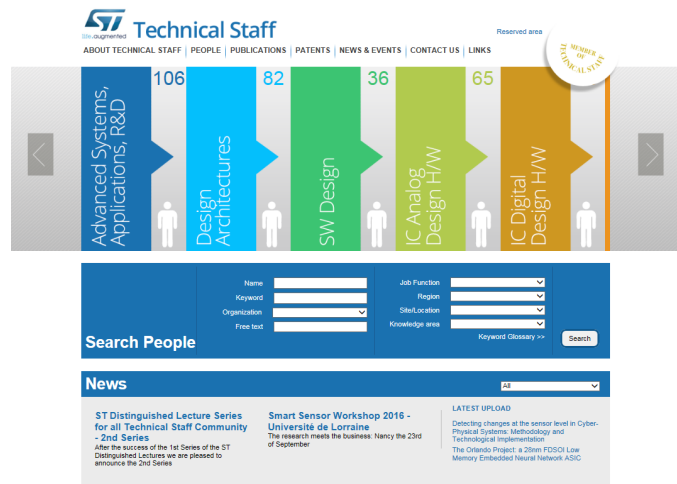 ST
life.augmented
Technical Staff
Reserved area
MEMBER
OF
TECHNICAL STAFF
ABOUT TECHNICAL STAFF | PEOPLE | PUBLICATIONS | PATENTS | NEWS & EVENTS | CONTACT US | LINKS
Advanced Systems,
Applications, R&D
106
Design
Architectures
82
SW Design
36
IC Analog
Design H/W
65
IC Digital
Design H/W
Search People
Name
Keyword
Organization
Free text
Job Function
Region
Site/Location
Knowledge area
Keyword Glossary >>
Search
News
All
ST Distinguished Lecture Series
for all Technical Staff Community
- 2nd Series
After the success of the 1st Series of the ST
Distinguished Lectures we are pleased to
announce the 2nd Series
Smart Sensor Workshop 2016 -
Université de Lorraine
The research meets the business: Nancy the 23rd
of September
LATEST UPLOAD
Detecting changes at the sensor level in Cyber-
Physical Systems: Methodology and
Technological Implementation
The Orlando Project: a 28nm FDSOI Low
Memory Embedded Neural Network ASIC